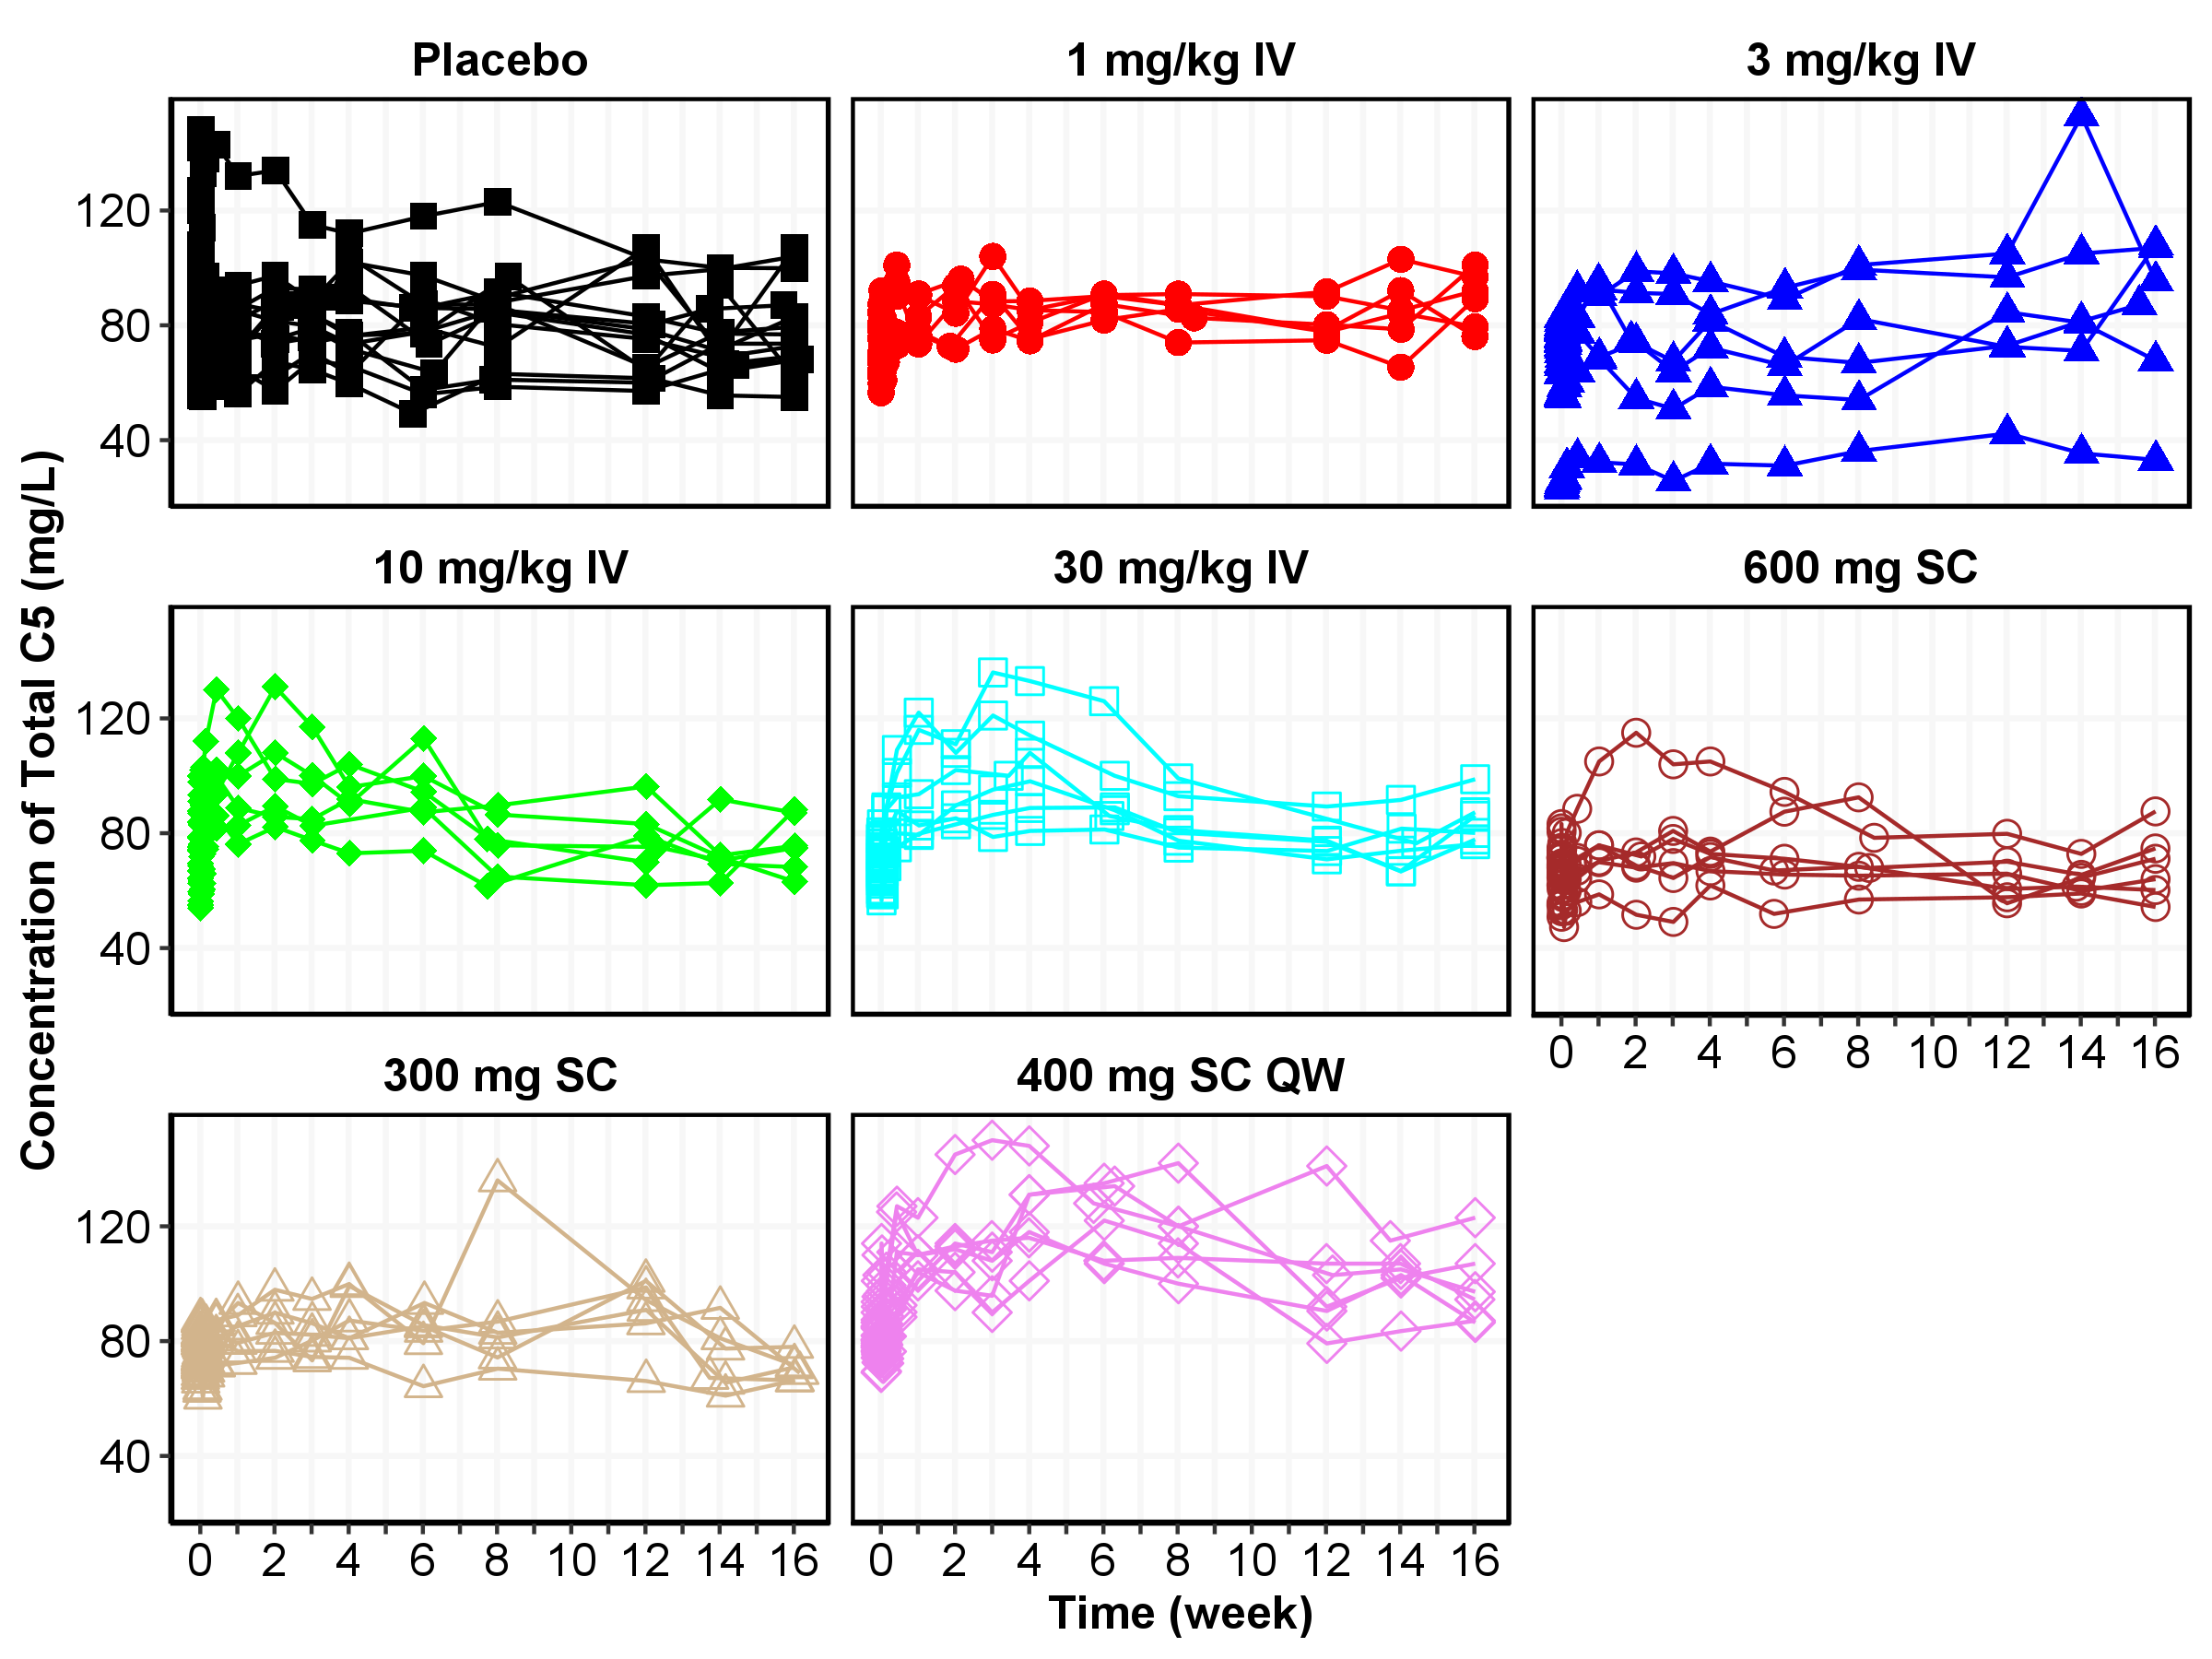 Placebo
1 mg/kg IV
3 mg/kg IV
120
80
40
10 mg/kg IV
30 mg/kg IV
600 mg SC
120
80
40
0 2 4 6 8 10 12 14 16
300 mg SC
400 mg SC QW
120
80
40
0 2 4 6 8 10 12 14 16
0 2 4 6 8 10 12 14 16
Concentration of Total C5 (mg/L)
Time (week)